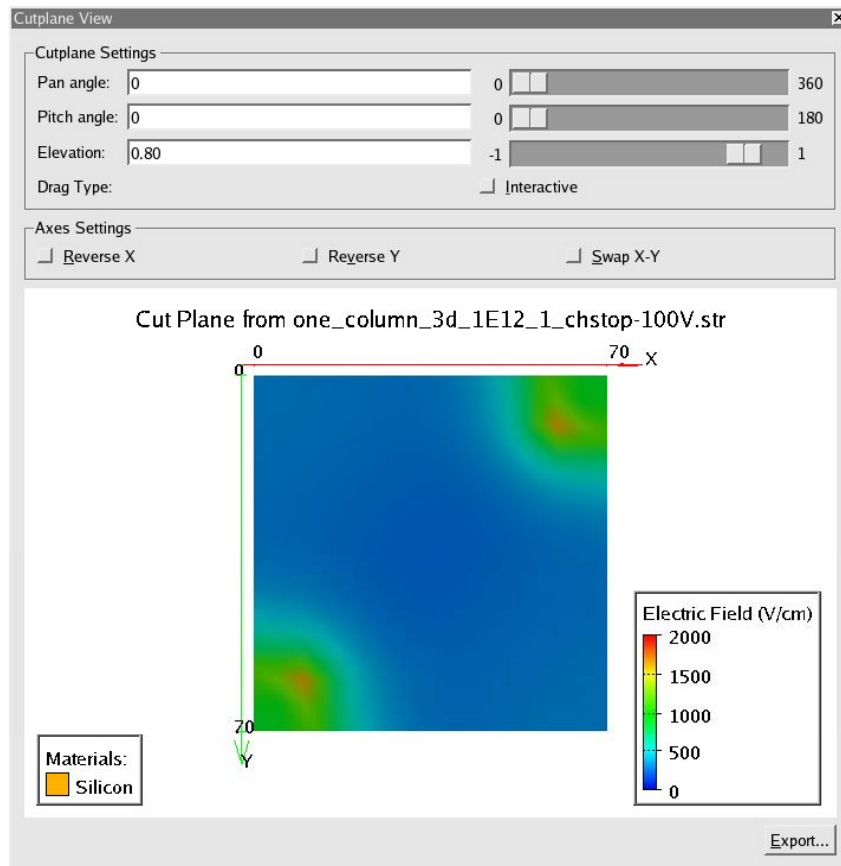 Cutplane View
Cutplane Settings
Pan angle: 0 0 360
Pitch angle: 0 0 180
Elevation: 0.80 -1 1
Drag Type: Interactive
Axes Settings
Reverse X Reverse Y Swap X-Y
Cut Plane from one_column_3d_1E12_1_chstop-100V.str
0 70 X
0
70
Y
Electric Field (V/cm)
2000
1500
1000
500
0
Materials:
Silicon
Export...